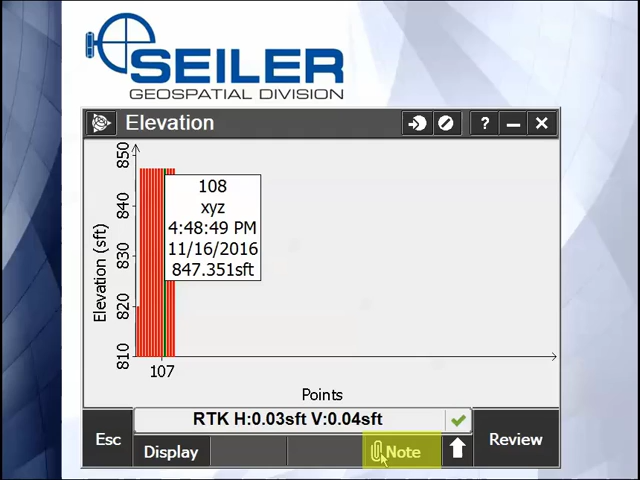 SEILER
GEOSPATIAL DIVISION
Elevation
?
Elevation (sft)
850
840
830
820
810
108
xyz
4:48:49 PM
11/16/2016
847.351sft
107
Points
RTK H:0.03sft V:0.04sft
Esc
Display
Note
Review